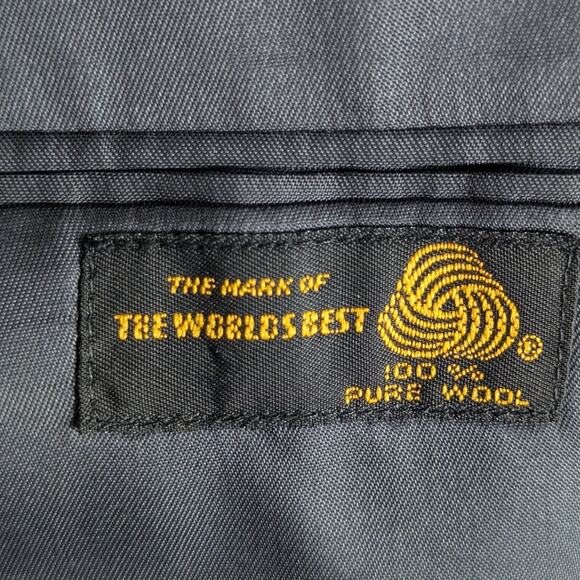 THE MARK OF
THE WORLDS BEST
®
100 %
PURE WOOL